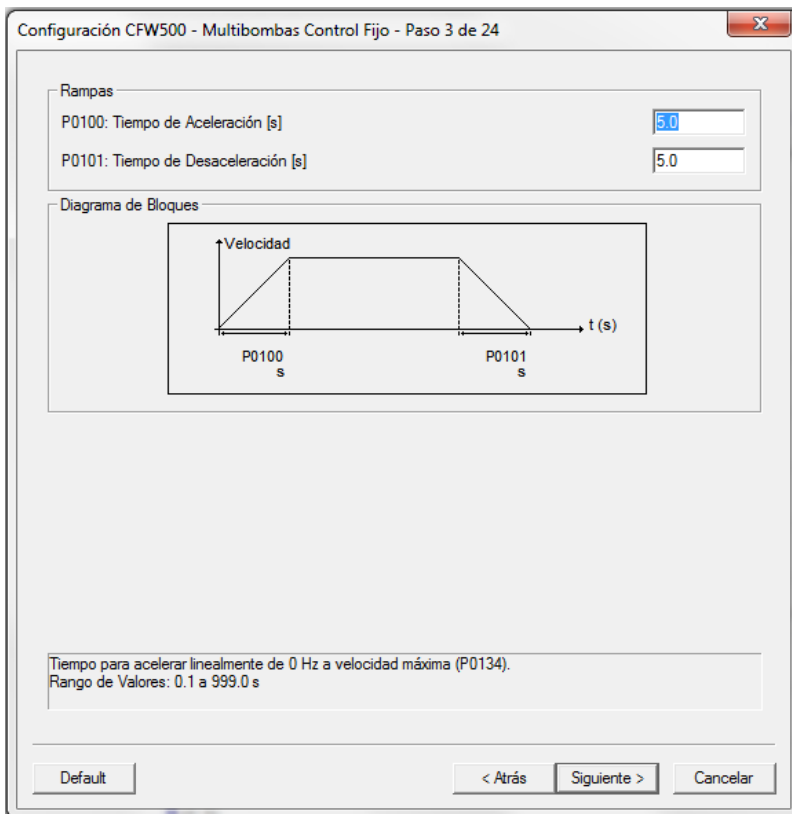 Configuración CFW500 - Multibombas Control Fijo - Paso 3 de 24
Rampas
P0100: Tiempo de Aceleración [s]
5.0
P0101: Tiempo de Desaceleración [s]
5.0
Diagrama de Bloques
Velocidad
t (s)
P0100
s
P0101
s
Tiempo para acelerar linealmente de 0 Hz a velocidad máxima (P0134).
Rango de Valores: 0.1 a 999.0 s
Default
< Atrás
Siguiente >
Cancelar